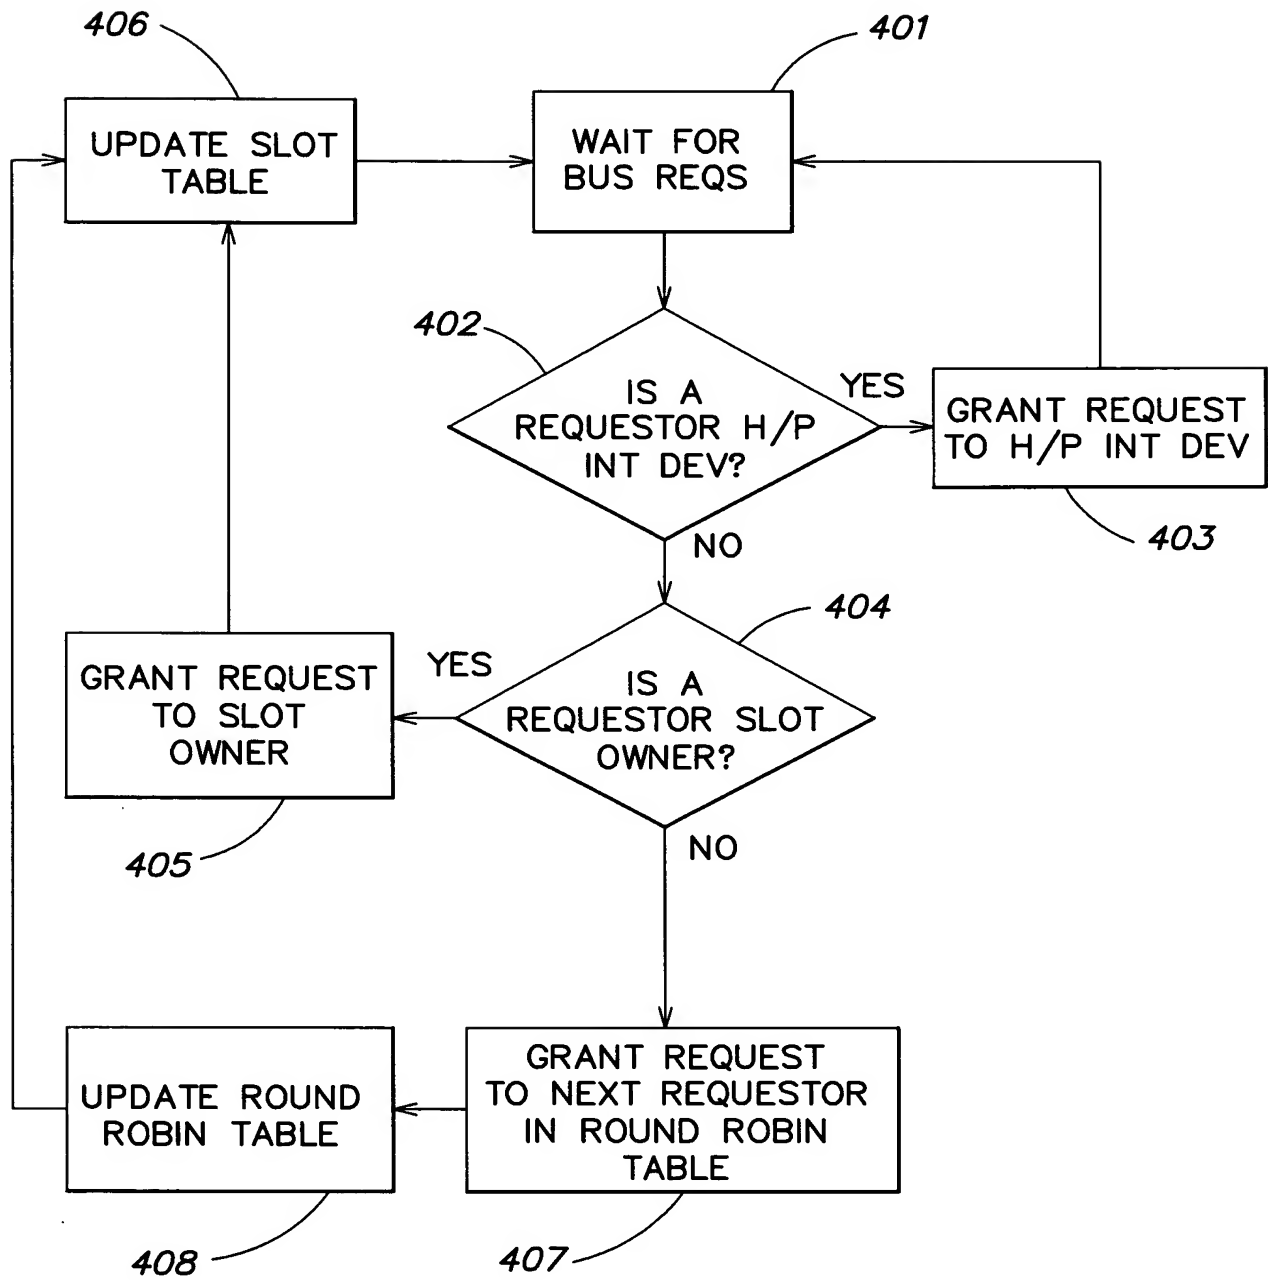 406
401
UPDATE SLOT
TABLE
WAIT FOR
BUS REQS
402
IS A
REQUESTOR H/P
INT DEV?
YES
GRANT REQUEST
TO H/P INT DEV
403
NO
404
IS A
REQUESTOR SLOT
OWNER?
YES
GRANT REQUEST
TO SLOT
OWNER
405
NO
GRANT REQUEST
TO NEXT REQUESTOR
IN ROUND ROBIN
TABLE
407
UPDATE ROUND
ROBIN TABLE
408